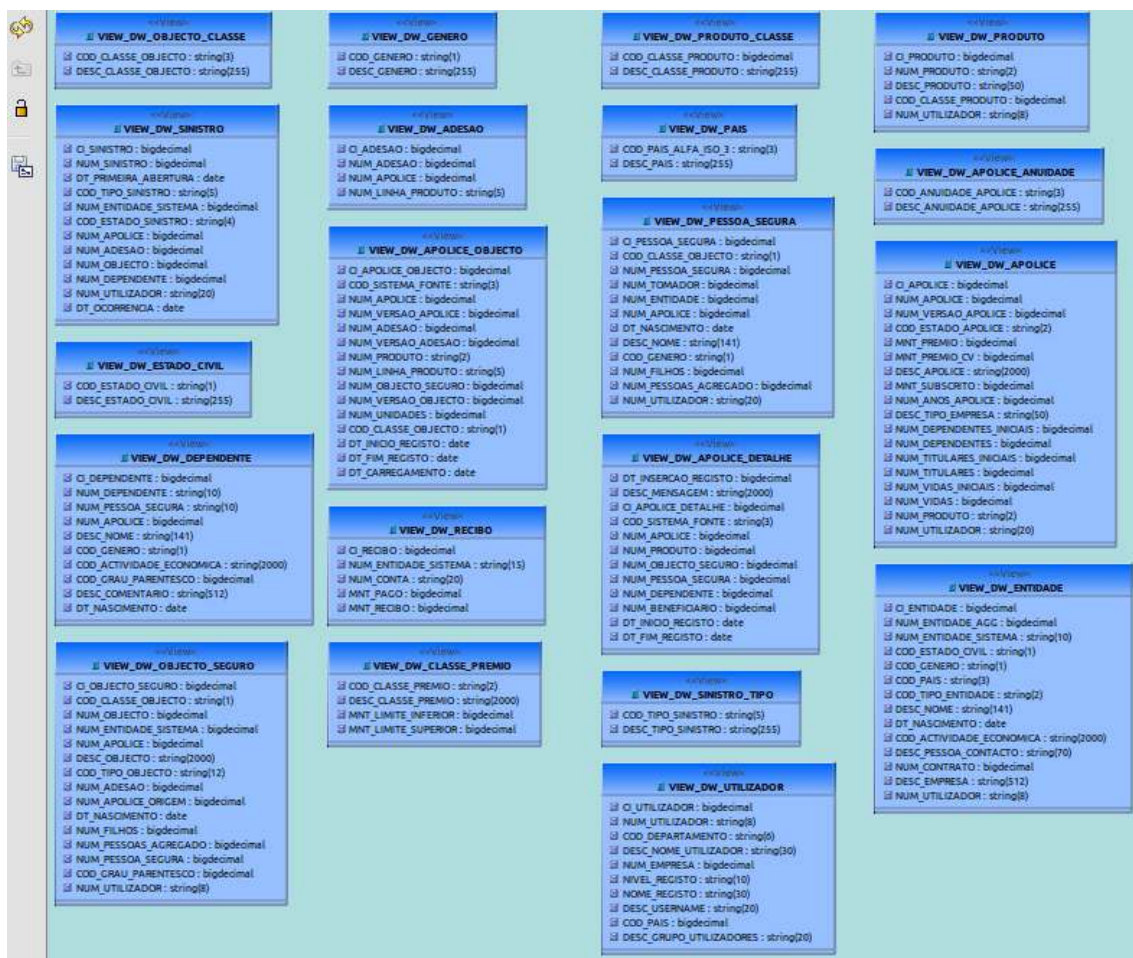 <<View>>
VIEW_DW_OBJECTO_CLASSE
COD_CLASSE_OBJECTO : string(3)
DESC_CLASSE_OBJECTO : string(255)
<<View>>
VIEW_DW_SINISTRO
CI_SINISTRO : bigdecimal
NUM_SINISTRO : bigdecimal
DT_PRIMEIRA_ABERTURA : date
COD_TIPO_SINISTRO : string(5)
NUM_ENTIDADE_SISTEMA : bigdecimal
COD_ESTADO_SINISTRO : string(4)
NUM_APOLICE : bigdecimal
NUM_ADESAO : bigdecimal
NUM_OBJECTO : bigdecimal
NUM_DEPENDENTE : bigdecimal
NUM_UTILIZADOR : string(20)
DT_OCORRENCIA : date
<<View>>
VIEW_DW_ESTADO_CIVIL
COD_ESTADO_CIVIL : string(1)
DESC_ESTADO_CIVIL : string(255)
<<View>>
VIEW_DW_DEPENDENTE
CI_DEPENDENTE : bigdecimal
NUM_DEPENDENTE : string(10)
NUM_PESSOA_SEGURA : string(10)
NUM_APOLICE : bigdecimal
DESC_NOME : string(141)
COD_GENERO : string(1)
COD_ACTIVIDADE_ECONOMICA : string(2000)
COD_GRAU_PARENTESCO : bigdecimal
DESC_COMENTARIO : string(512)
DT_NASCIMENTO : date
<<View>>
VIEW_DW_OBJECTO_SEGURO
CI_OBJECTO_SEGURO : bigdecimal
COD_CLASSE_OBJECTO : string(1)
NUM_OBJECTO : bigdecimal
NUM_ENTIDADE_SISTEMA : bigdecimal
NUM_APOLICE : bigdecimal
DESC_OBJECTO : string(2000)
COD_TIPO_OBJECTO : string(12)
NUM_ADESAO : bigdecimal
NUM_APOLICE_ORIGEM : bigdecimal
DT_NASCIMENTO : date
NUM_FILHOS : bigdecimal
NUM_PESSOAS_AGREGADO : bigdecimal
NUM_PESSOA_SEGURA : bigdecimal
COD_GRAU_PARENTESCO : bigdecimal
NUM_UTILIZADOR : string(8)
<<View>>
VIEW_DW_GENERO
COD_GENERO : string(1)
DESC_GENERO : string(255)
<<View>>
VIEW_DW_ADESAO
CI_ADESAO : bigdecimal
NUM_ADESAO : bigdecimal
NUM_APOLICE : bigdecimal
NUM_LINHA_PRODUTO : string(5)
<<View>>
VIEW_DW_APOLICE_OBJECTO
CI_APOLICE_OBJECTO : bigdecimal
COD_SISTEMA_FONTE : string(3)
NUM_APOLICE : bigdecimal
NUM_VERSAO_APOLICE : bigdecimal
NUM_ADESAO : bigdecimal
NUM_VERSAO_ADESAO : bigdecimal
NUM_PRODUTO : string(2)
NUM_LINHA_PRODUTO : string(5)
NUM_OBJECTO_SEGURO : bigdecimal
NUM_VERSAO_OBJECTO : bigdecimal
NUM_UNIDADES : bigdecimal
COD_CLASSE_OBJECTO : string(1)
DT_INICIO_REGISTO : date
DT_FIM_REGISTO : date
DT_CARREGAMENTO : date
<<View>>
VIEW_DW_RECIBO
CI_RECIBO : bigdecimal
NUM_ENTIDADE_SISTEMA : string(15)
NUM_CONTA : string(20)
MNT_PAGO : bigdecimal
MNT_RECIBO : bigdecimal
<<View>>
VIEW_DW_CLASSE_PREMIO
COD_CLASSE_PREMIO : string(2)
DESC_CLASSE_PREMIO : string(2000)
MNT_LIMITE_INFERIOR : bigdecimal
MNT_LIMITE_SUPERIOR : bigdecimal
<<View>>
VIEW_DW_PRODUTO_CLASSE
COD_CLASSE_PRODUTO : bigdecimal
DESC_CLASSE_PRODUTO : string(255)
<<View>>
VIEW_DW_PAIS
COD_PAIS_ALFA_ISO_3 : string(3)
DESC_PAIS : string(255)
<<View>>
VIEW_DW_PESSOA_SEGURA
CI_PESSOA_SEGURA : bigdecimal
COD_CLASSE_OBJECTO : string(1)
NUM_PESSOA_SEGURA : bigdecimal
NUM_TOMADOR : bigdecimal
NUM_ENTIDADE : bigdecimal
NUM_APOLICE : bigdecimal
DT_NASCIMENTO : date
DESC_NOME : string(141)
COD_GENERO : string(1)
NUM_FILHOS : bigdecimal
NUM_PESSOAS_AGREGADO : bigdecimal
NUM_UTILIZADOR : string(20)
<<View>>
VIEW_DW_APOLICE_DETALHE
DT_INSERCAO_REGISTO : bigdecimal
DESC_MENSAGEM : string(2000)
CI_APOLICE_DETALHE : bigdecimal
COD_SISTEMA_FONTE : string(3)
NUM_APOLICE : bigdecimal
NUM_PRODUTO : bigdecimal
NUM_OBJECTO_SEGURO : bigdecimal
NUM_PESSOA_SEGURA : bigdecimal
NUM_DEPENDENTE : bigdecimal
NUM_BENEFICIARIO : bigdecimal
DT_INICIO_REGISTO : date
DT_FIM_REGISTO : date
<<View>>
VIEW_DW_SINISTRO_TIPO
COD_TIPO_SINISTRO : string(5)
DESC_TIPO_SINISTRO : string(255)
<<View>>
VIEW_DW_UTILIZADOR
CI_UTILIZADOR : bigdecimal
NUM_UTILIZADOR : string(8)
COD_DEPARTAMENTO : string(6)
DESC_NOME_UTILIZADOR : string(30)
NUM_EMPRESA : bigdecimal
NIVEL_REGISTO : string(10)
NOME_REGISTO : string(30)
DESC_USERNAME : string(20)
COD_PAIS : bigdecimal
DESC_GRUPO_UTILIZADORES : string(20)
<<View>>
VIEW_DW_PRODUTO
CI_PRODUTO : bigdecimal
NUM_PRODUTO : string(2)
DESC_PRODUTO : string(50)
COD_CLASSE_PRODUTO : bigdecimal
NUM_UTILIZADOR : string(8)
<<View>>
VIEW_DW_APOLICE_ANUIDADE
COD_ANUIDADE_APOLICE : string(3)
DESC_ANUIDADE_APOLICE : string(255)
<<View>>
VIEW_DW_APOLICE
CI_APOLICE : bigdecimal
NUM_APOLICE : bigdecimal
NUM_VERSAO_APOLICE : bigdecimal
COD_ESTADO_APOLICE : string(2)
MNT_PREMIO : bigdecimal
MNT_PREMIO_CV : bigdecimal
DESC_APOLICE : string(2000)
MNT_SUBSCRITO : bigdecimal
NUM_ANOS_APOLICE : bigdecimal
DESC_TIPO_EMPRESA : string(50)
NUM_DEPENDENTES_INICIAIS : bigdecimal
NUM_DEPENDENTES : bigdecimal
NUM_TITULARES_INICIAIS : bigdecimal
NUM_TITULARES : bigdecimal
NUM_VIDAS_INICIAIS : bigdecimal
NUM_VIDAS : bigdecimal
NUM_PRODUTO : string(2)
NUM_UTILIZADOR : string(20)
<<View>>
VIEW_DW_ENTIDADE
CI_ENTIDADE : bigdecimal
NUM_ENTIDADE_AGG : bigdecimal
NUM_ENTIDADE_SISTEMA : string(10)
COD_ESTADO_CIVIL : string(1)
COD_GENERO : string(1)
COD_PAIS : string(3)
COD_TIPO_ENTIDADE : string(2)
DESC_NOME : string(141)
DT_NASCIMENTO : date
COD_ACTIVIDADE_ECONOMICA : string(2000)
DESC_PESSOA_CONTACTO : string(70)
NUM_CONTRATO : bigdecimal
DESC_EMPRESA : string(512)
NUM_UTILIZADOR : string(8)